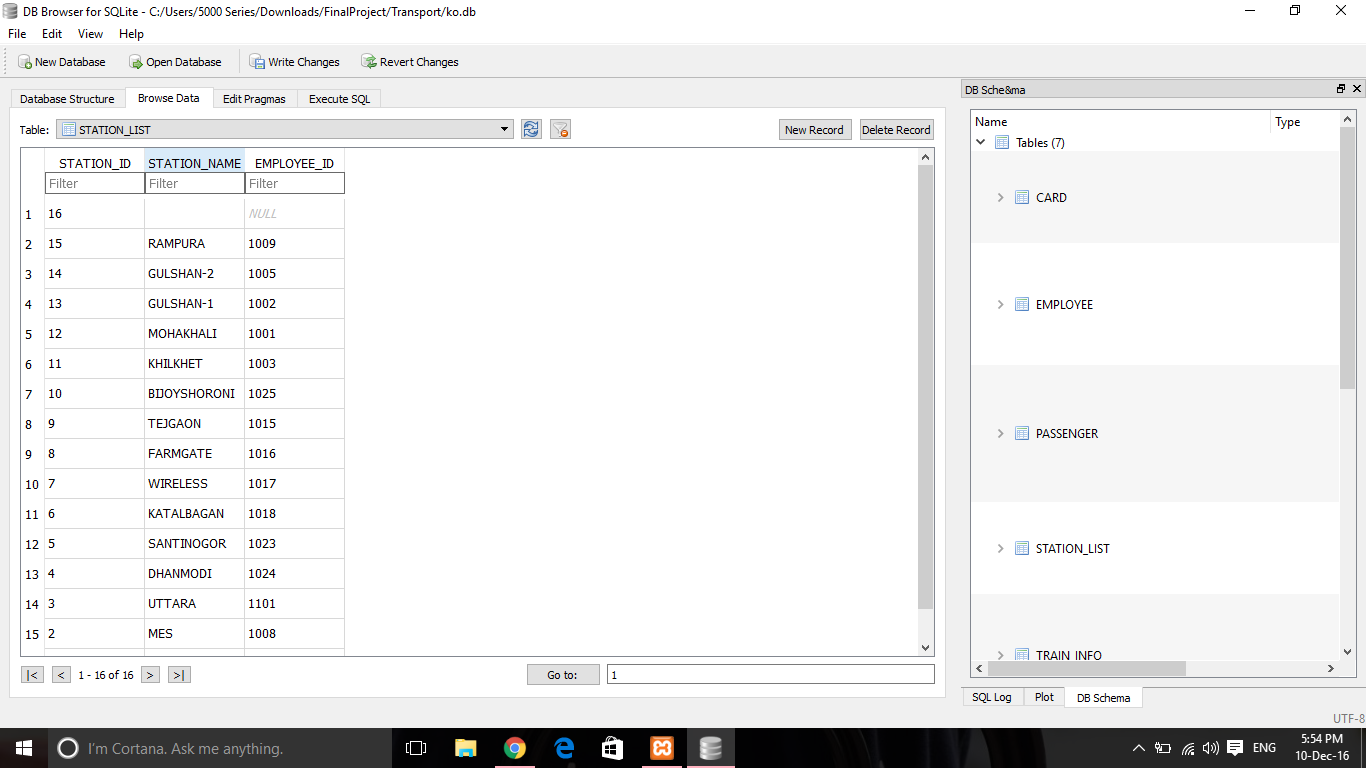 DB Browser for SQLite - C:/Users/5000 Series/Downloads/FinalProject/Transport/ko.db
File Edit View Help
New Database Open Database Write Changes Revert Changes
Database Structure Browse Data Edit Pragmas Execute SQL
Table: STATION_LIST New Record Delete Record
STATION_ID STATION_NAME EMPLOYEE_ID
Filter Filter Filter
1 16 NULL
2 15 RAMPURA 1009
3 14 GULSHAN-2 1005
4 13 GULSHAN-1 1002
5 12 MOHAKHALI 1001
6 11 KHILKHET 1003
7 10 BIJOYSHORONI 1025
8 9 TEJGAON 1015
9 8 FARMGATE 1016
10 7 WIRELESS 1017
11 6 KATALBAGAN 1018
12 5 SANTINOGOR 1023
13 4 DHANMODI 1024
14 3 UTTARA 1101
15 2 MES 1008
|< < 1 - 16 of 16 > >| Go to: 1
DB Sche&ma
Name Type
Tables (7)
CARD
EMPLOYEE
PASSENGER
STATION_LIST
TRAIN_INFO
SQL Log Plot DB Schema
UTF-8
I'm Cortana. Ask me anything.
ENG
5:54 PM
10-Dec-16